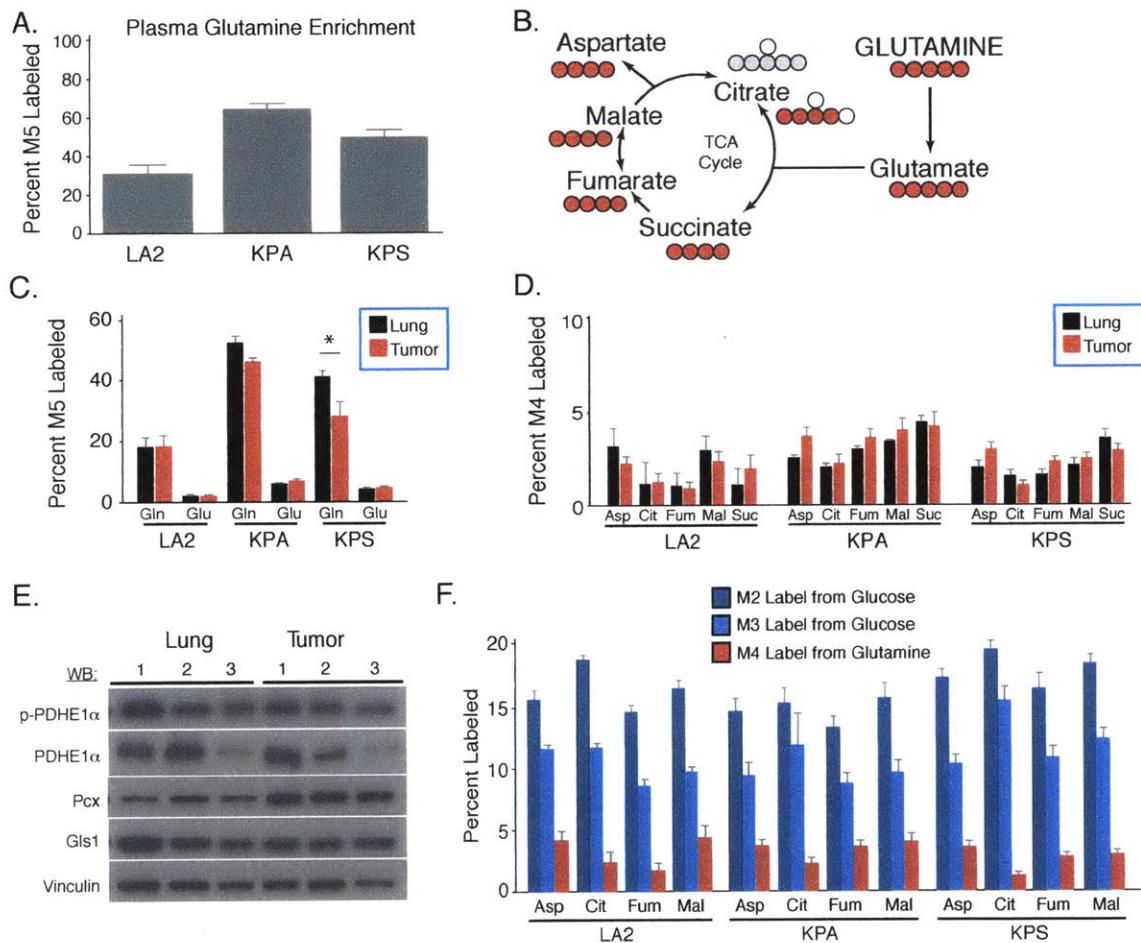 A.
Plasma Glutamine Enrichment
Percent M5 Labeled
100
80
60
40
20
0
LA2 KPA KPS
B.
Aspartate
GLUTAMINE
Citrate
Malate
TCA
Cycle
Fumarate
Glutamate
Succinate
C.
Percent M5 Labeled
60
40
20
0
Lung
Tumor
*
Gln Glu Gln Glu Gln Glu
LA2 KPA KPS
D.
Percent M4 Labeled
10
5
0
Lung
Tumor
Asp Cit Fum Mal Suc Asp Cit Fum Mal Suc Asp Cit Fum Mal Suc
LA2 KPA KPS
E.
Lung Tumor
WB: 1 2 3 1 2 3
p-PDHE1α
PDHE1α
Pcx
Gls1
Vinculin
F.
M2 Label from Glucose
M3 Label from Glucose
M4 Label from Glutamine
Percent Labeled
20
15
10
5
0
Asp Cit Fum Mal Asp Cit Fum Mal Asp Cit Fum Mal
LA2 KPA KPS